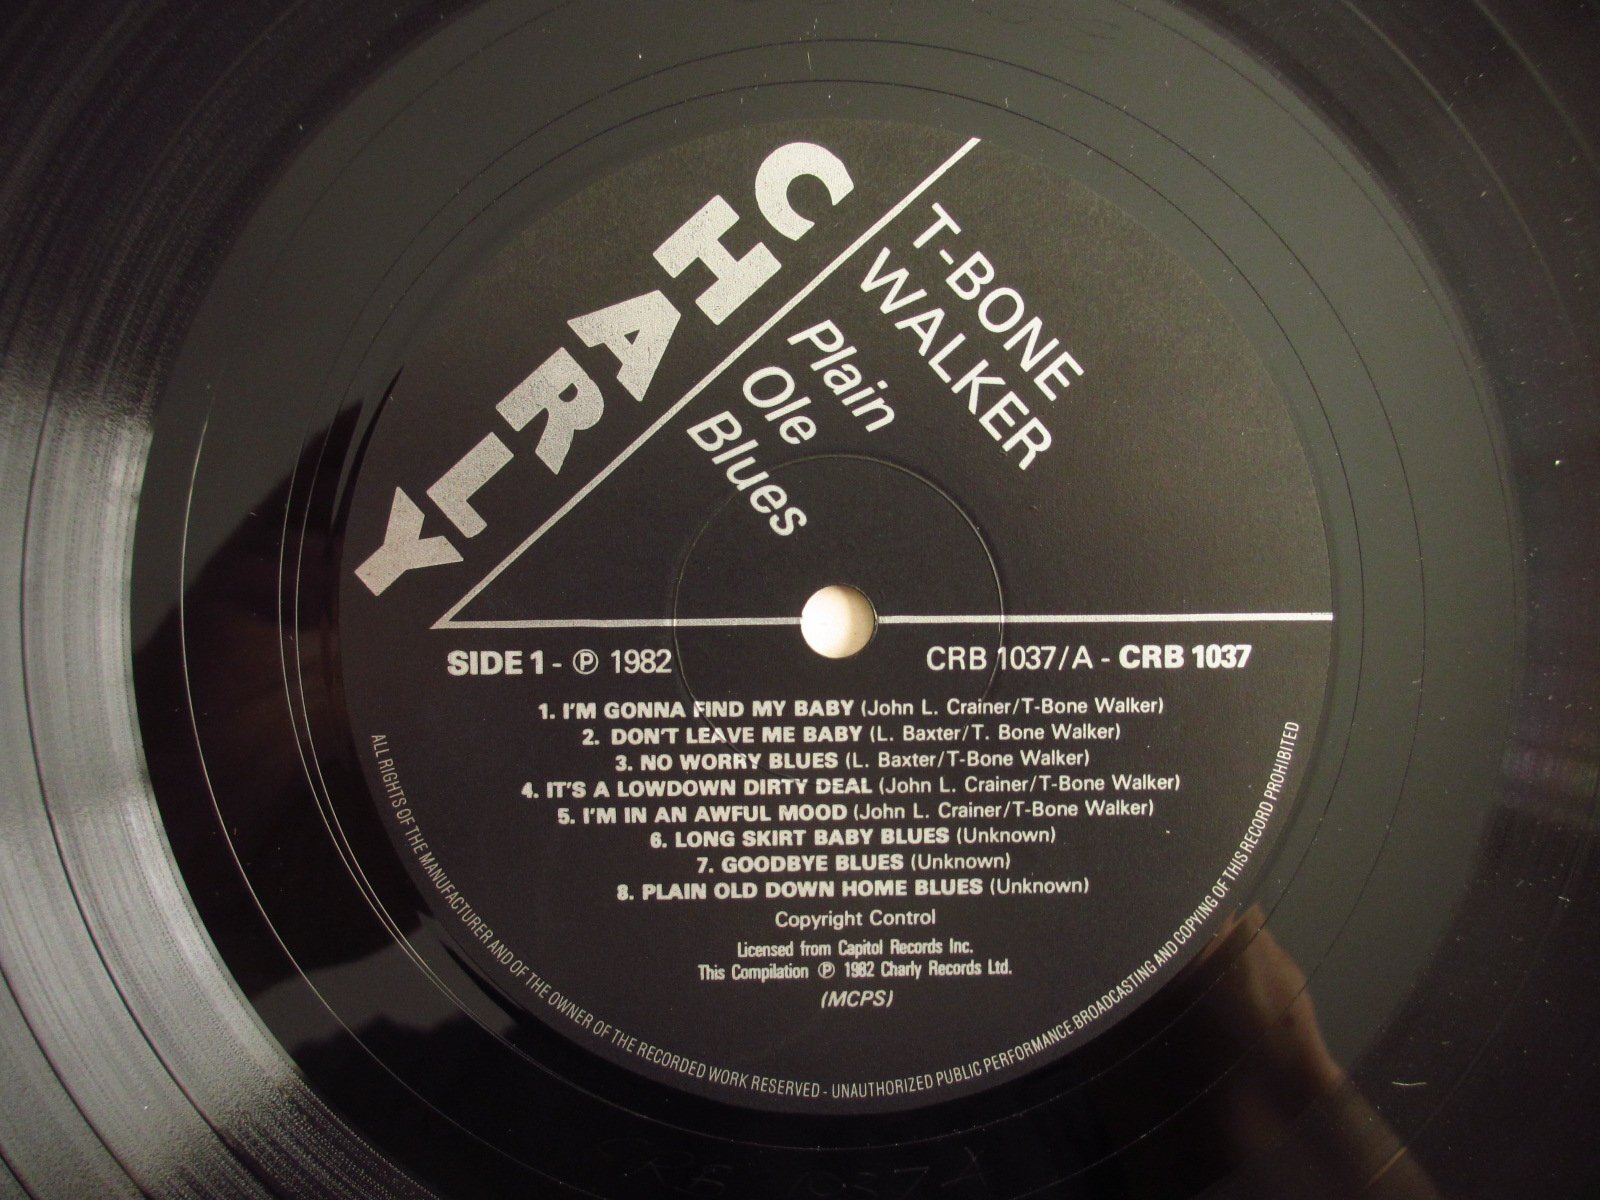 CHARLY
T-BONE
WALKER
Plain
Ole
Blues
SIDE 1 - ℗ 1982
CRB 1037/A - CRB 1037
1. I'M GONNA FIND MY BABY (John L. Crainer/T-Bone Walker)
2. DON'T LEAVE ME BABY (L. Baxter/T. Bone Walker)
3. NO WORRY BLUES (L. Baxter/T-Bone Walker)
4. IT'S A LOWDOWN DIRTY DEAL (John L. Crainer/T-Bone Walker)
5. I'M IN AN AWFUL MOOD (John L. Crainer/T-Bone Walker)
6. LONG SKIRT BABY BLUES (Unknown)
7. GOODBYE BLUES (Unknown)
8. PLAIN OLD DOWN HOME BLUES (Unknown)
Copyright Control
Licensed from Capitol Records Inc.
This Compilation ℗ 1982 Charly Records Ltd.
(MCPS)
ALL RIGHTS OF THE MANUFACTURER AND OF THE OWNER OF THE RECORDED WORK RESERVED - UNAUTHORIZED PUBLIC PERFORMANCE.BROADCASTING AND COPYING OF THIS RECORD PROHIBITED